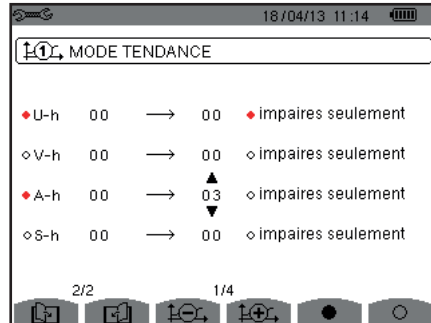 18/04/13 11:14
1 MODE TENDANCE
U-h 00 → 00 impaires seulement
V-h 00 → 00 impaires seulement
A-h 00 → 03 impaires seulement
S-h 00 → 00 impaires seulement
2/2 1/4